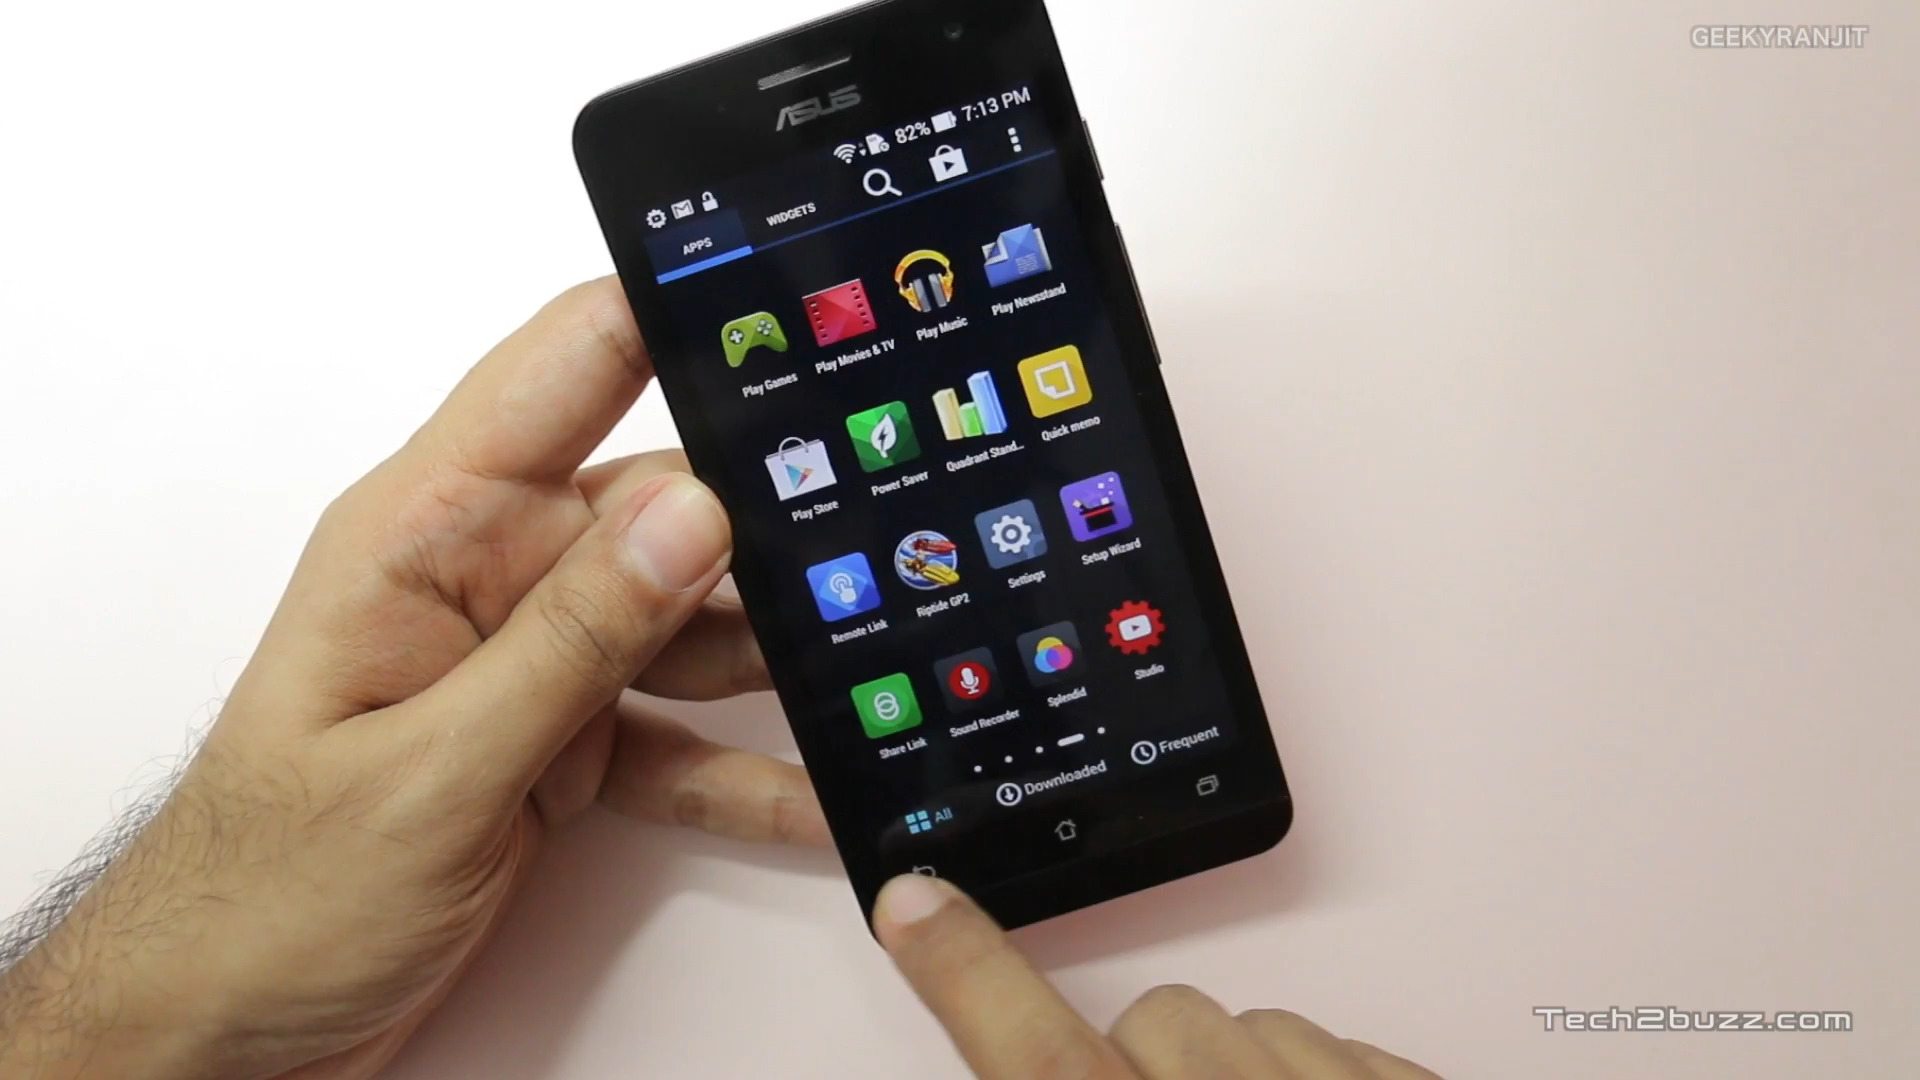 GEEKYRANJIT
ASUS
82% 7:13 PM
APPS
WIDGETS
Play Games
Play Movies & TV
Play Music
Play Newsstand
Play Store
Power Saver
Quadrant Stand...
Quick memo
Remote Link
Riptide GP2
Settings
Setup Wizard
Share Link
Sound Recorder
Splendid
Studio
All
Downloaded
Frequent
Tech2buzz.com